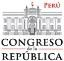 PERÚ
CONGRESO
de la
REPÚBLICA